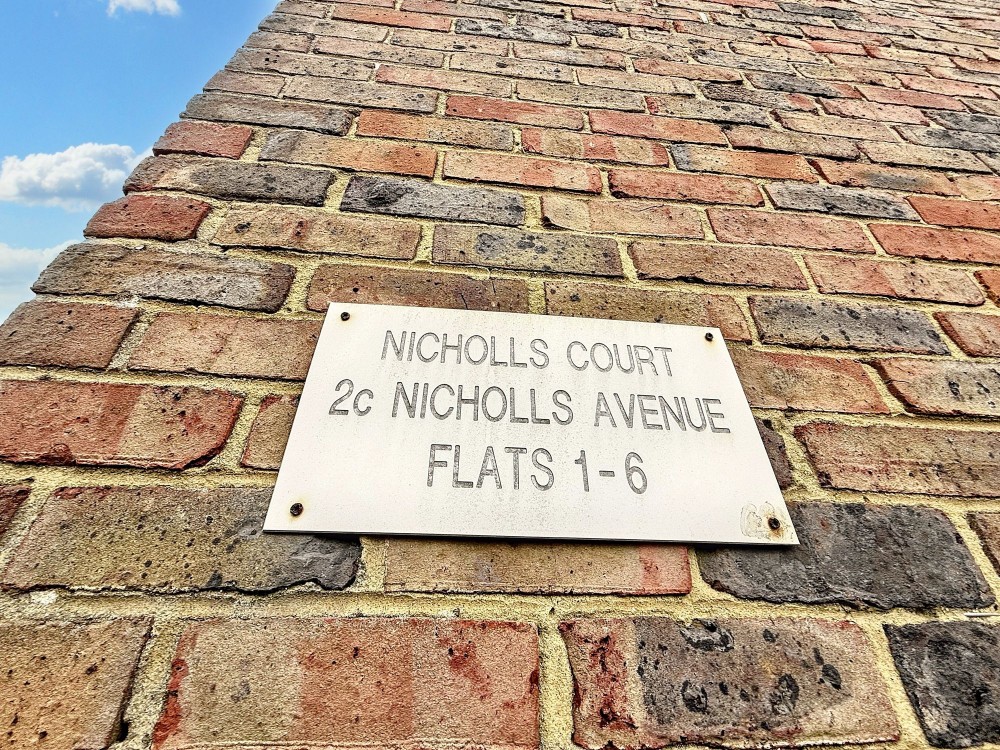 NICHOLLS COURT
2c NICHOLLS AVENUE
FLATS 1-6